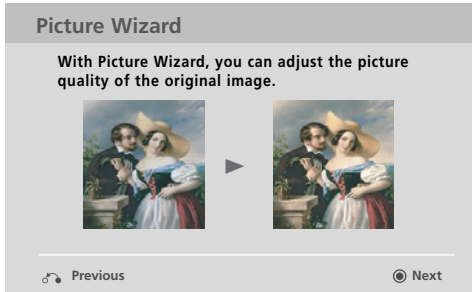 Picture Wizard
With Picture Wizard, you can adjust the picture
quality of the original image.
Previous
Next